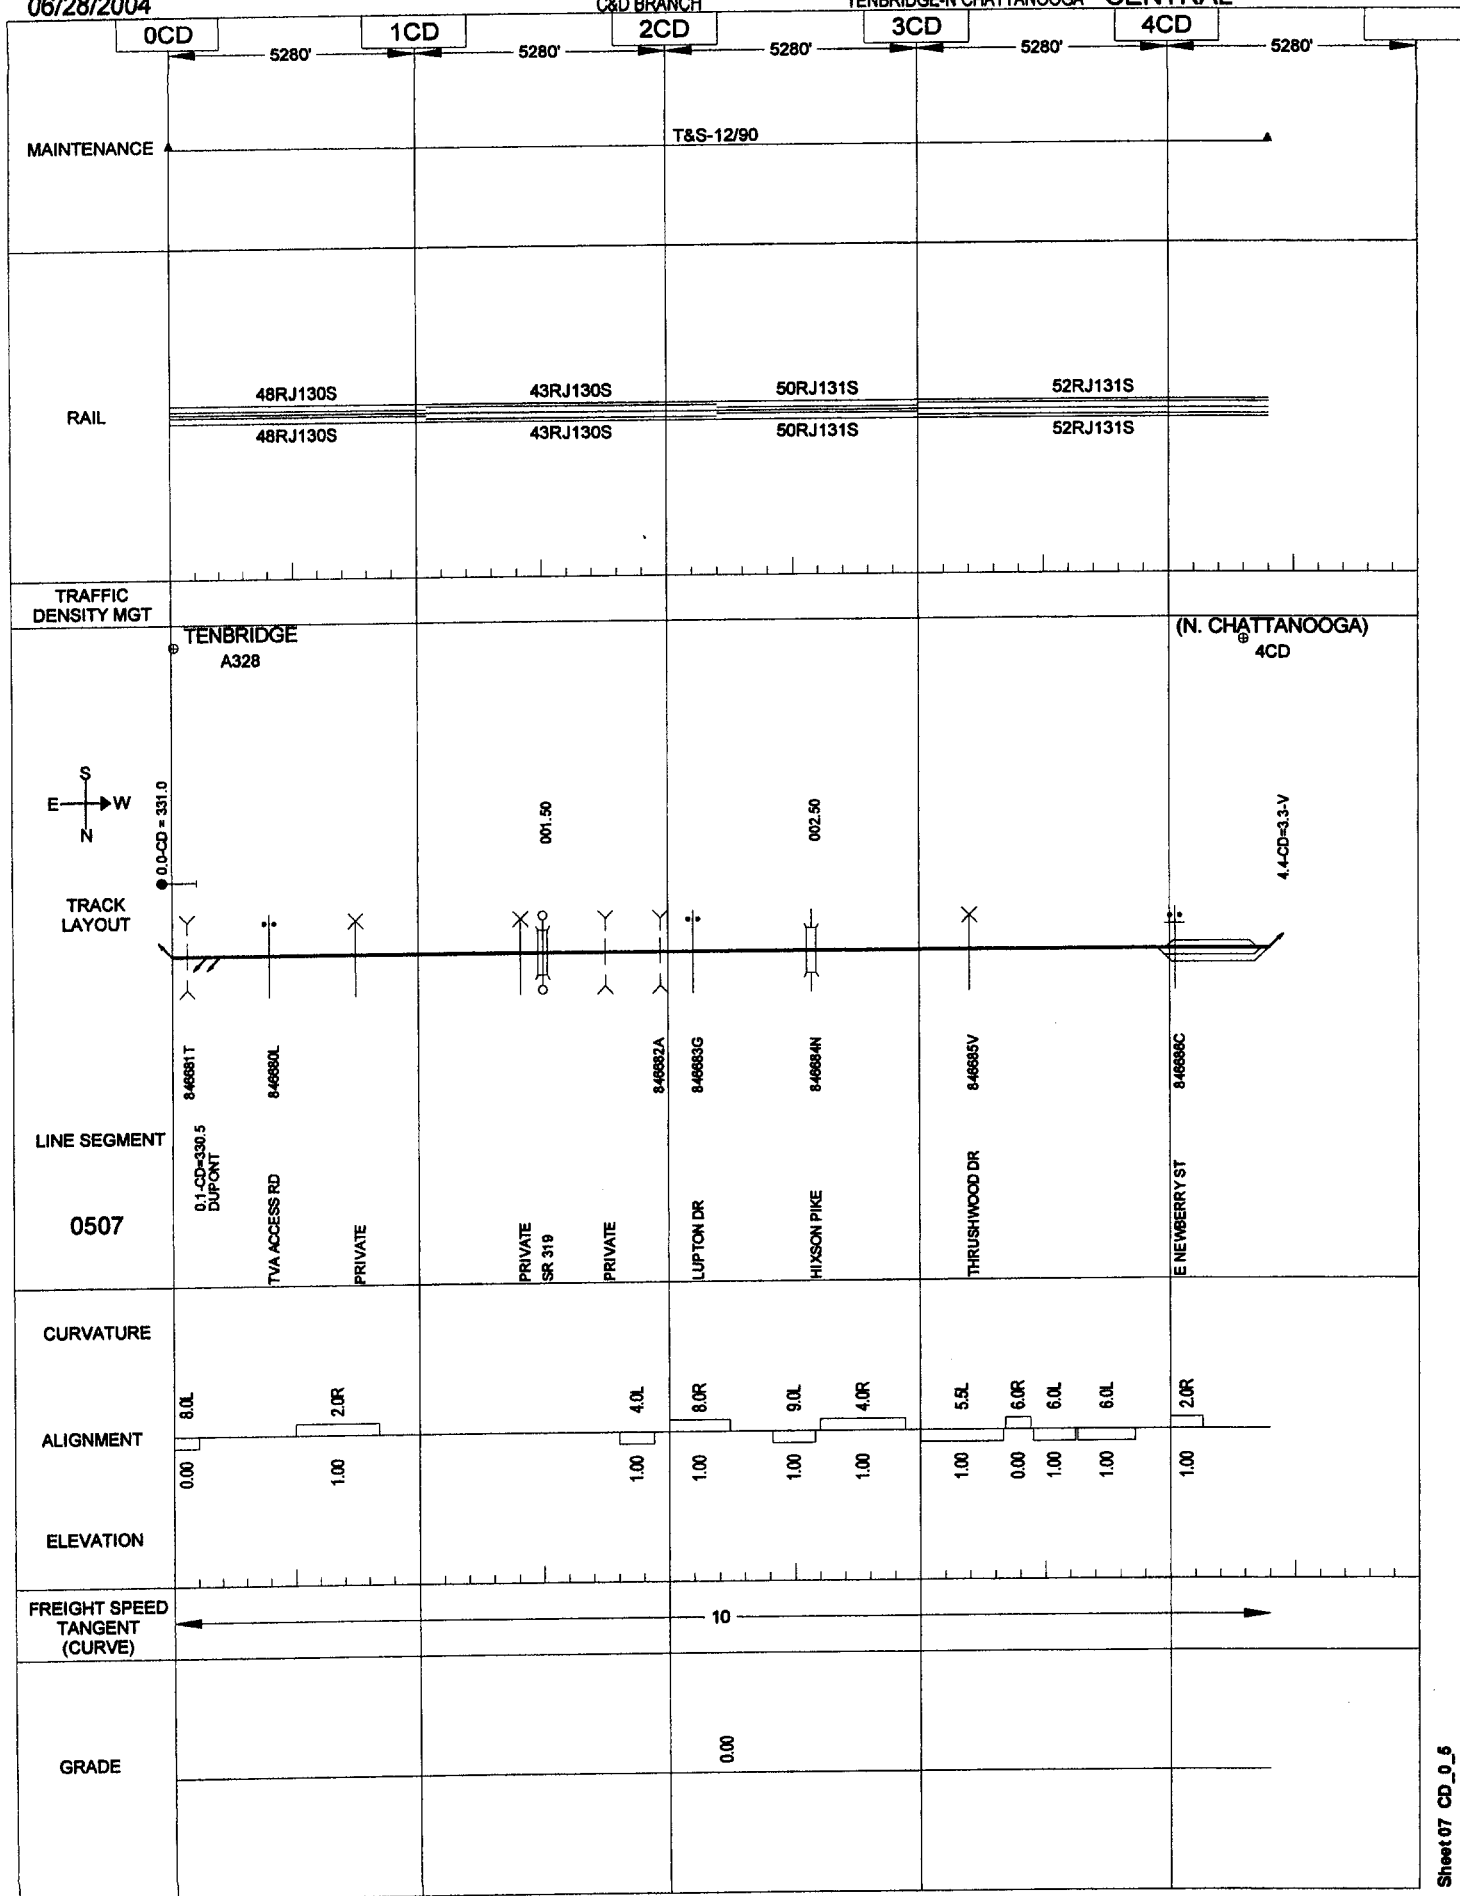 06/28/2004
C&D BRANCH
TENBRIDGE-N CHATTANOOGA
CENTRAL
0CD
1CD
2CD
3CD
4CD
5280'
5280'
5280'
5280'
5280'
MAINTENANCE
T&S-12/90
RAIL
48RJ130S
43RJ130S
50RJ131S
52RJ131S
48RJ130S
43RJ130S
50RJ131S
52RJ131S
TRAFFIC
DENSITY MGT
TENBRIDGE
A328
(N. CHATTANOOGA)
4CD
S
E W
N
0.0-CD = 331.0
001.50
002.50
4.4-CD=3.3-V
TRACK
LAYOUT
846681T
846680L
846682A
846683G
846684N
846685V
846686C
LINE SEGMENT
0507
0.1-CD=330.5
DUPONT
TVA ACCESS RD
PRIVATE
PRIVATE
SR 319
PRIVATE
LUPTON DR
HIXSON PIKE
THRUSHWOOD DR
E NEWBERRY ST
CURVATURE
8.0L
2.0R
4.0L
8.0R
9.0L
4.0R
5.5L
6.0R
6.0L
6.0L
2.0R
ALIGNMENT
0.00
1.00
1.00
1.00
1.00
1.00
1.00
0.00
1.00
1.00
1.00
ELEVATION
FREIGHT SPEED
TANGENT
(CURVE)
10
GRADE
0.00
Sheet 07 CD_0_5